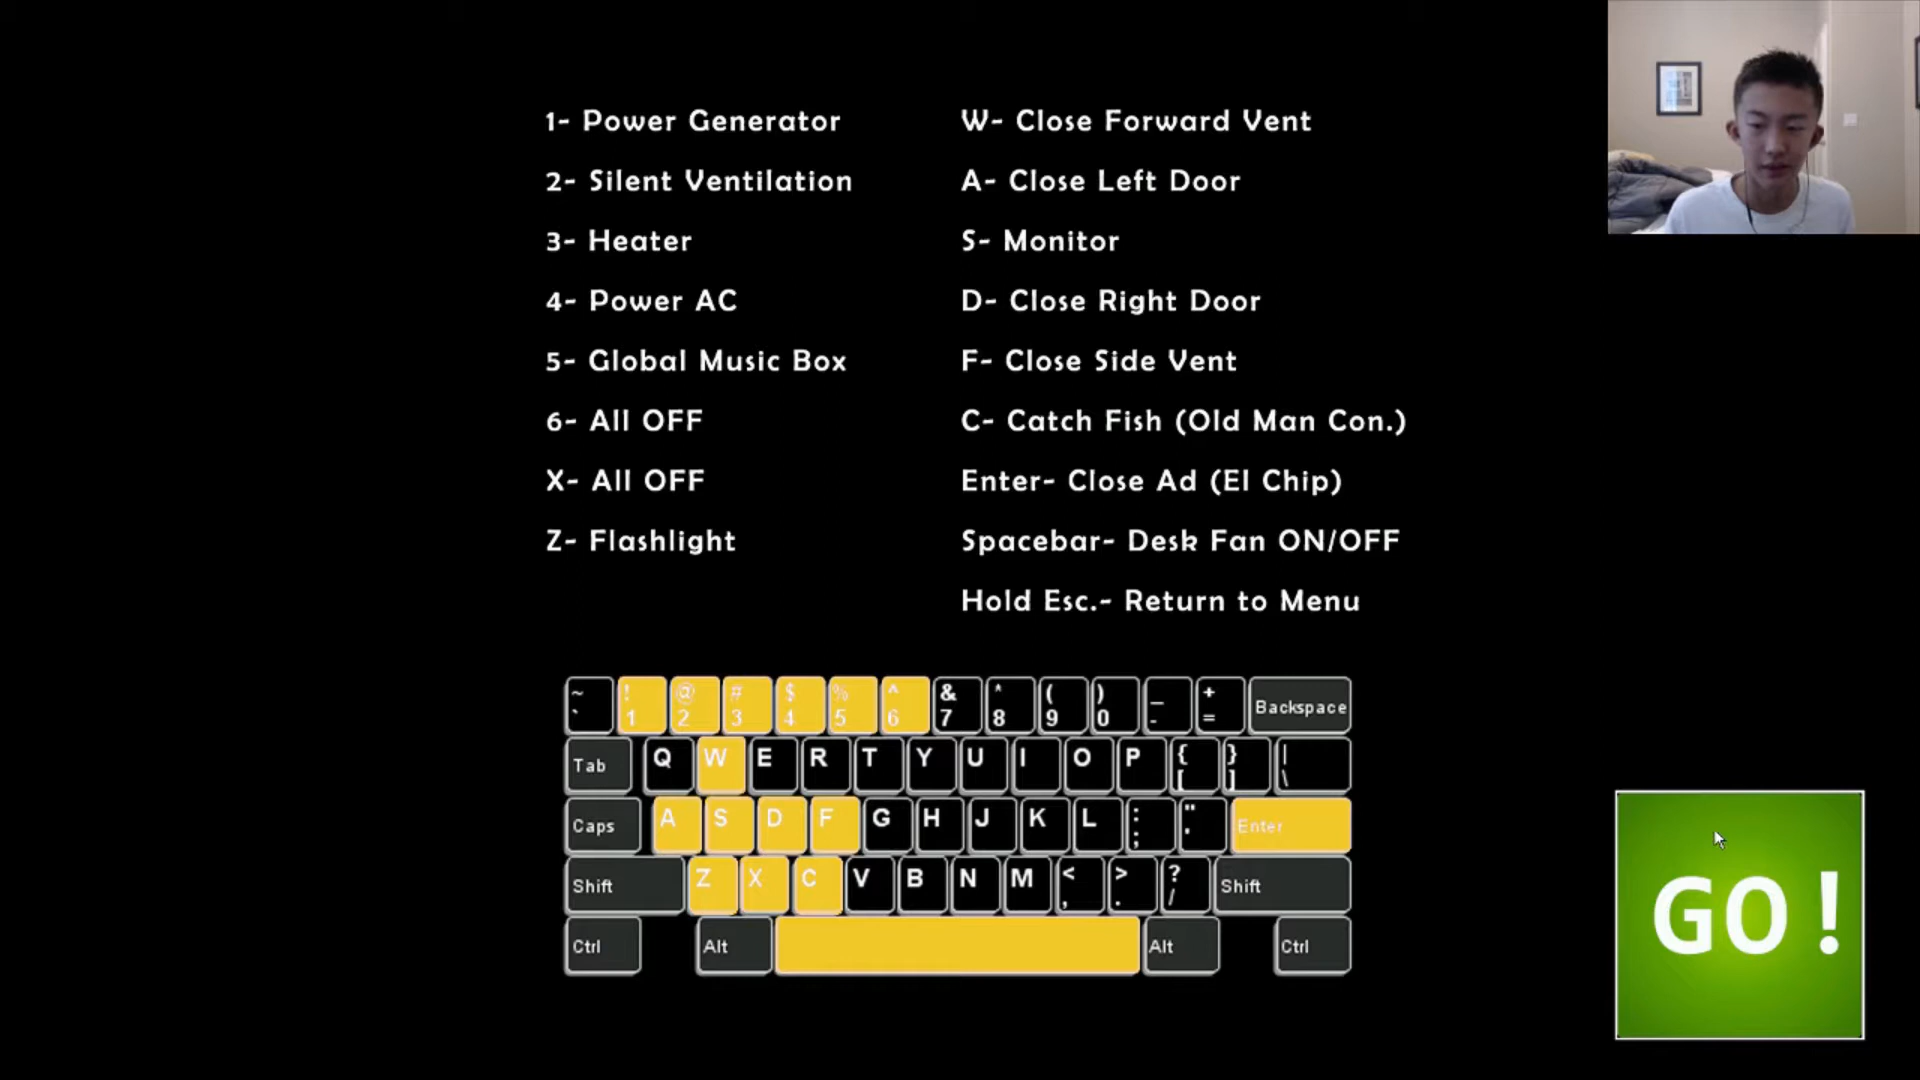 1- Power Generator
2- Silent Ventilation
3- Heater
4- Power AC
5- Global Music Box
6- All OFF
X- All OFF
Z- Flashlight
W- Close Forward Vent
A- Close Left Door
S- Monitor
D- Close Right Door
F- Close Side Vent
C- Catch Fish (Old Man Con.)
Enter- Close Ad (El Chip)
Spacebar- Desk Fan ON/OFF
Hold Esc.- Return to Menu
~ ! @ # $ % ^ & * ( ) _ +
` 1 2 3 4 5 6 7 8 9 0 - = Backspace
Tab Q W E R T Y U I O P { [ } ] | \
Caps A S D F G H J K L : ; " ' Enter
Shift Z X C V B N M < , > . ? / Shift
Ctrl Alt Alt Ctrl
GO!